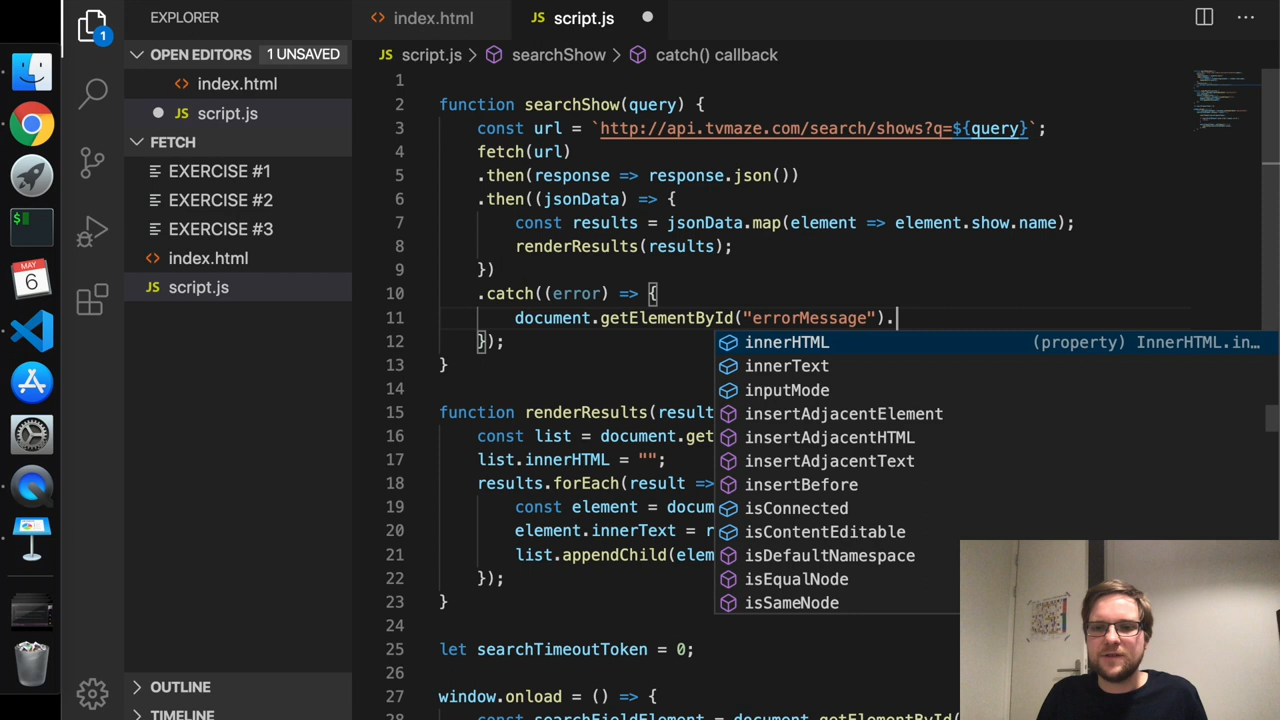 EXPLORER
index.html
JS script.js
OPEN EDITORS 1 UNSAVED
index.html
JS script.js
FETCH
EXERCISE #1
EXERCISE #2
EXERCISE #3
index.html
JS script.js
OUTLINE
TIMELINE
1
MAY
6
$
JS script.js > searchShow > catch() callback
1
2 function searchShow(query) {
3 const url = `http://api.tvmaze.com/search/shows?q=${query}`;
4 fetch(url)
5 .then(response => response.json())
6 .then((jsonData) => {
7 const results = jsonData.map(element => element.show.name);
8 renderResults(results);
9 })
10 .catch((error) => {
11 document.getElementById("errorMessage").
12 });
13 }
14
15 function renderResults(result
16 const list = document.get
17 list.innerHTML = "";
18 results.forEach(result =>
19 const element = docum
20 element.innerText = r
21 list.appendChild(elem
22 });
23 }
24
25 let searchTimeoutToken = 0;
26
27 window.onload = () => {
28 const searchFieldElement = document.getElementById(
innerHTML (property) InnerHTML.in…
innerText
inputMode
insertAdjacentElement
insertAdjacentHTML
insertAdjacentText
insertBefore
isConnected
isContentEditable
isDefaultNamespace
isEqualNode
isSameNode